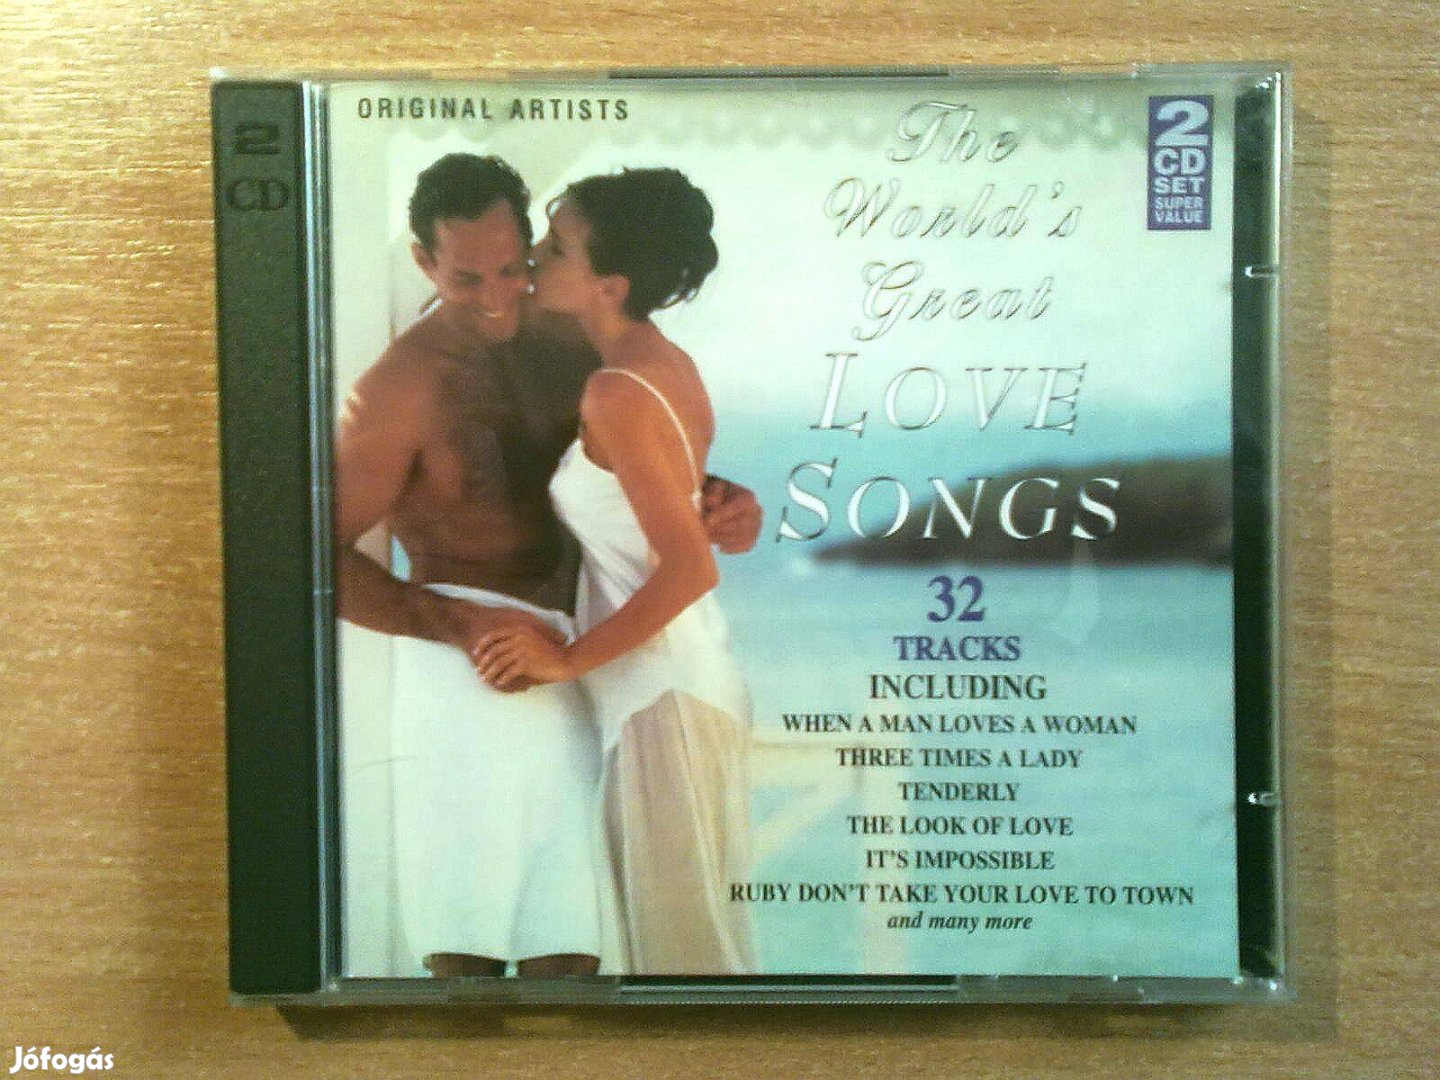 2
CD
ORIGINAL ARTISTS
The
World's
Great
LOVE
SONGS
2
CD
SET
SUPER
VALUE
32
TRACKS
INCLUDING
WHEN A MAN LOVES A WOMAN
THREE TIMES A LADY
TENDERLY
THE LOOK OF LOVE
IT'S IMPOSSIBLE
RUBY DON'T TAKE YOUR LOVE TO TOWN
and many more
Jófogás